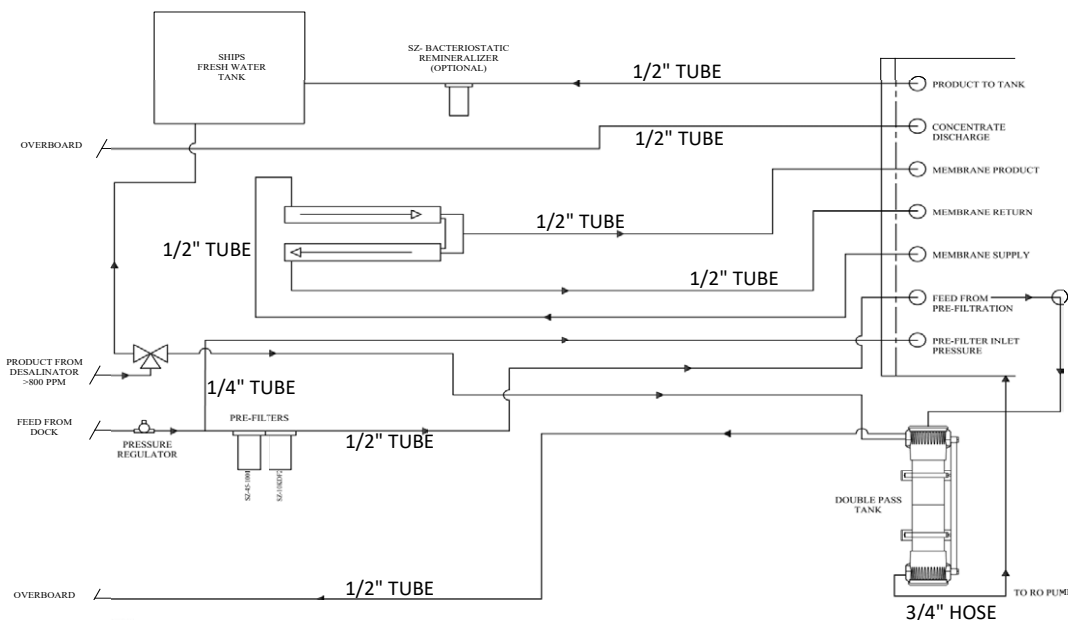 SHIPS
FRESH WATER
TANK
SZ- BACTERIOSTATIC
REMINERALIZER
(OPTIONAL)
1/2" TUBE
PRODUCT TO TANK
OVERBOARD
1/2" TUBE
CONCENTRATE
DISCHARGE
MEMBRANE PRODUCT
1/2" TUBE
MEMBRANE RETURN
1/2" TUBE
1/2" TUBE
MEMBRANE SUPPLY
FEED FROM
PRE-FILTRATION
PRODUCT FROM
DESALINATOR
>800 PPM
PRE-FILTER INLET
PRESSURE
1/4" TUBE
FEED FROM
DOCK
PRESSURE
REGULATOR
PRE-FILTERS
1/2" TUBE
DOUBLE PASS
TANK
OVERBOARD
1/2" TUBE
3/4" HOSE
TO RO PUMP